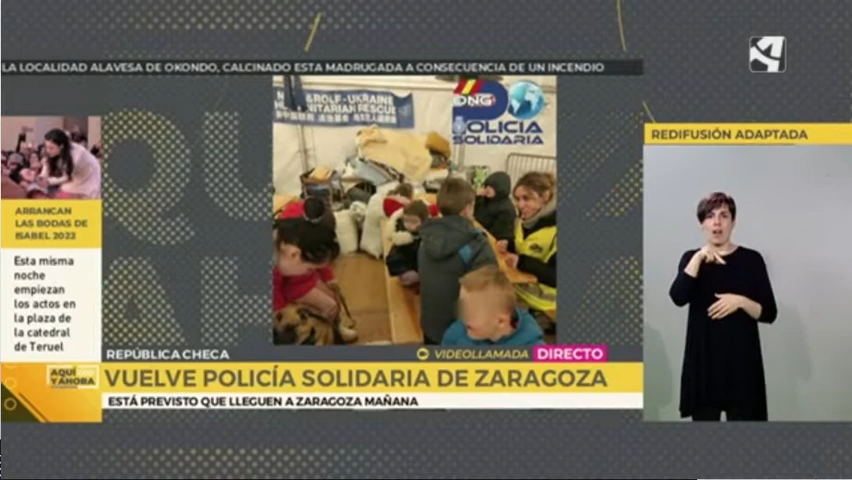 LA LOCALIDAD ALAVESA DE OKONDO, CALCINADO ESTA MADRUGADA A CONSECUENCIA DE UN INCENDIO
REDIFUSIÓN ADAPTADA
ROLF-UKRAINE
RESCUE
ONG
POLICÍA
SOLIDARIA
ARRANCAN
LAS BODAS DE
ISABEL 2022
Esta misma
noche
empiezan
los actos en
la plaza de
la catedral
de Teruel
REPÚBLICA CHECA
VIDEOLLAMADA
DIRECTO
AQUÍ
Y AHORA
VUELVE POLICÍA SOLIDARIA DE ZARAGOZA
ESTÁ PREVISTO QUE LLEGUEN A ZARAGOZA MAÑANA